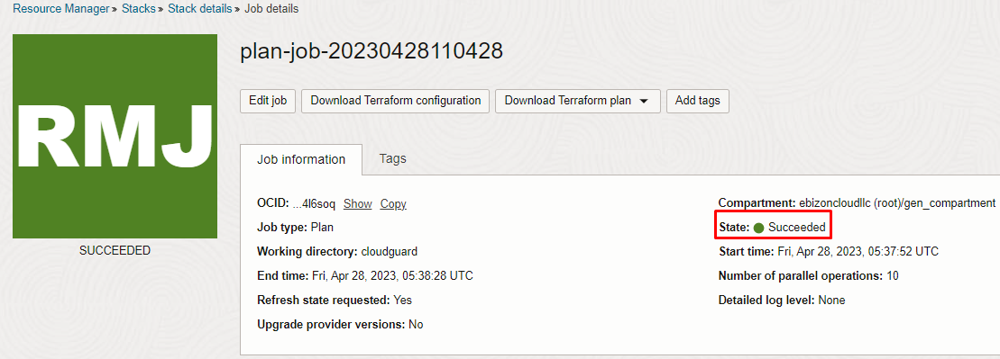 Resource Manager » Stacks » Stack details » Job details
RMJ
SUCCEEDED
plan-job-20230428110428
Edit job
Download Terraform configuration
Download Terraform plan
Add tags
Job information
Tags
OCID: ...4l6soq Show Copy
Job type: Plan
Working directory: cloudguard
End time: Fri, Apr 28, 2023, 05:38:28 UTC
Refresh state requested: Yes
Upgrade provider versions: No
Compartment: ebizoncloudllc (root)/gen_compartment
State: Succeeded
Start time: Fri, Apr 28, 2023, 05:37:52 UTC
Number of parallel operations: 10
Detailed log level: None